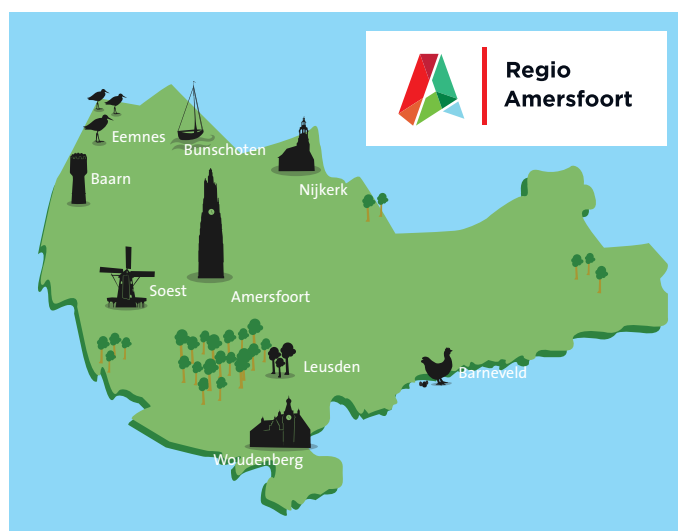 Regio
Amersfoort
Eemnes
Bunschoten
Baarn
Nijkerk
Soest
Amersfoort
Leusden
Barneveld
Woudenberg